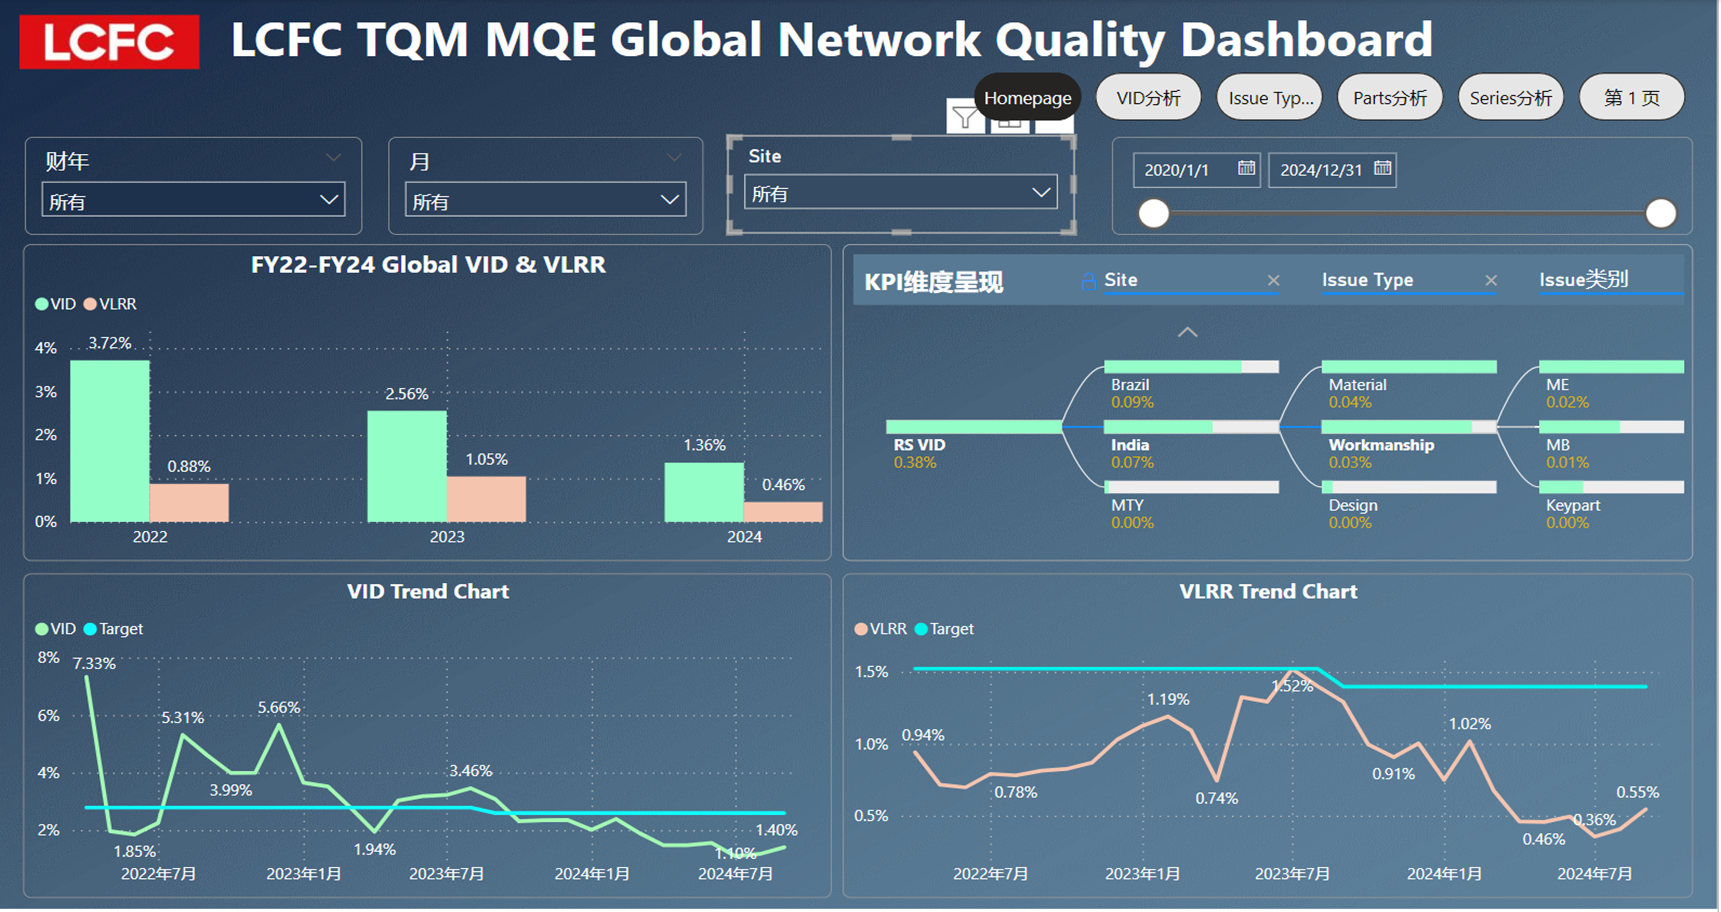 LCFC
LCFC TQM MQE Global Network Quality Dashboard
Homepage
VID分析
Issue Typ...
Parts分析
Series分析
第 1 页
财年
所有
月
所有
Site
所有
2020/1/1
2024/12/31
FY22-FY24 Global VID & VLRR
VID VLRR
4%
3%
2%
1%
0%
3.72%
0.88%
2.56%
1.05%
1.36%
0.46%
2022
2023
2024
KPI维度呈现
Site
Issue Type
Issue类别
RS VID
0.38%
Brazil
0.09%
India
0.07%
MTY
0.00%
Material
0.04%
Workmanship
0.03%
Design
0.00%
ME
0.02%
MB
0.01%
Keypart
0.00%
VID Trend Chart
VID Target
8%
6%
4%
2%
7.33%
1.85%
5.31%
3.99%
5.66%
1.94%
3.46%
1.10%
1.40%
2022年7月
2023年1月
2023年7月
2024年1月
2024年7月
VLRR Trend Chart
VLRR Target
1.5%
1.0%
0.5%
0.94%
0.78%
1.19%
0.74%
1.52%
0.91%
1.02%
0.46%
0.36%
0.55%
2022年7月
2023年1月
2023年7月
2024年1月
2024年7月